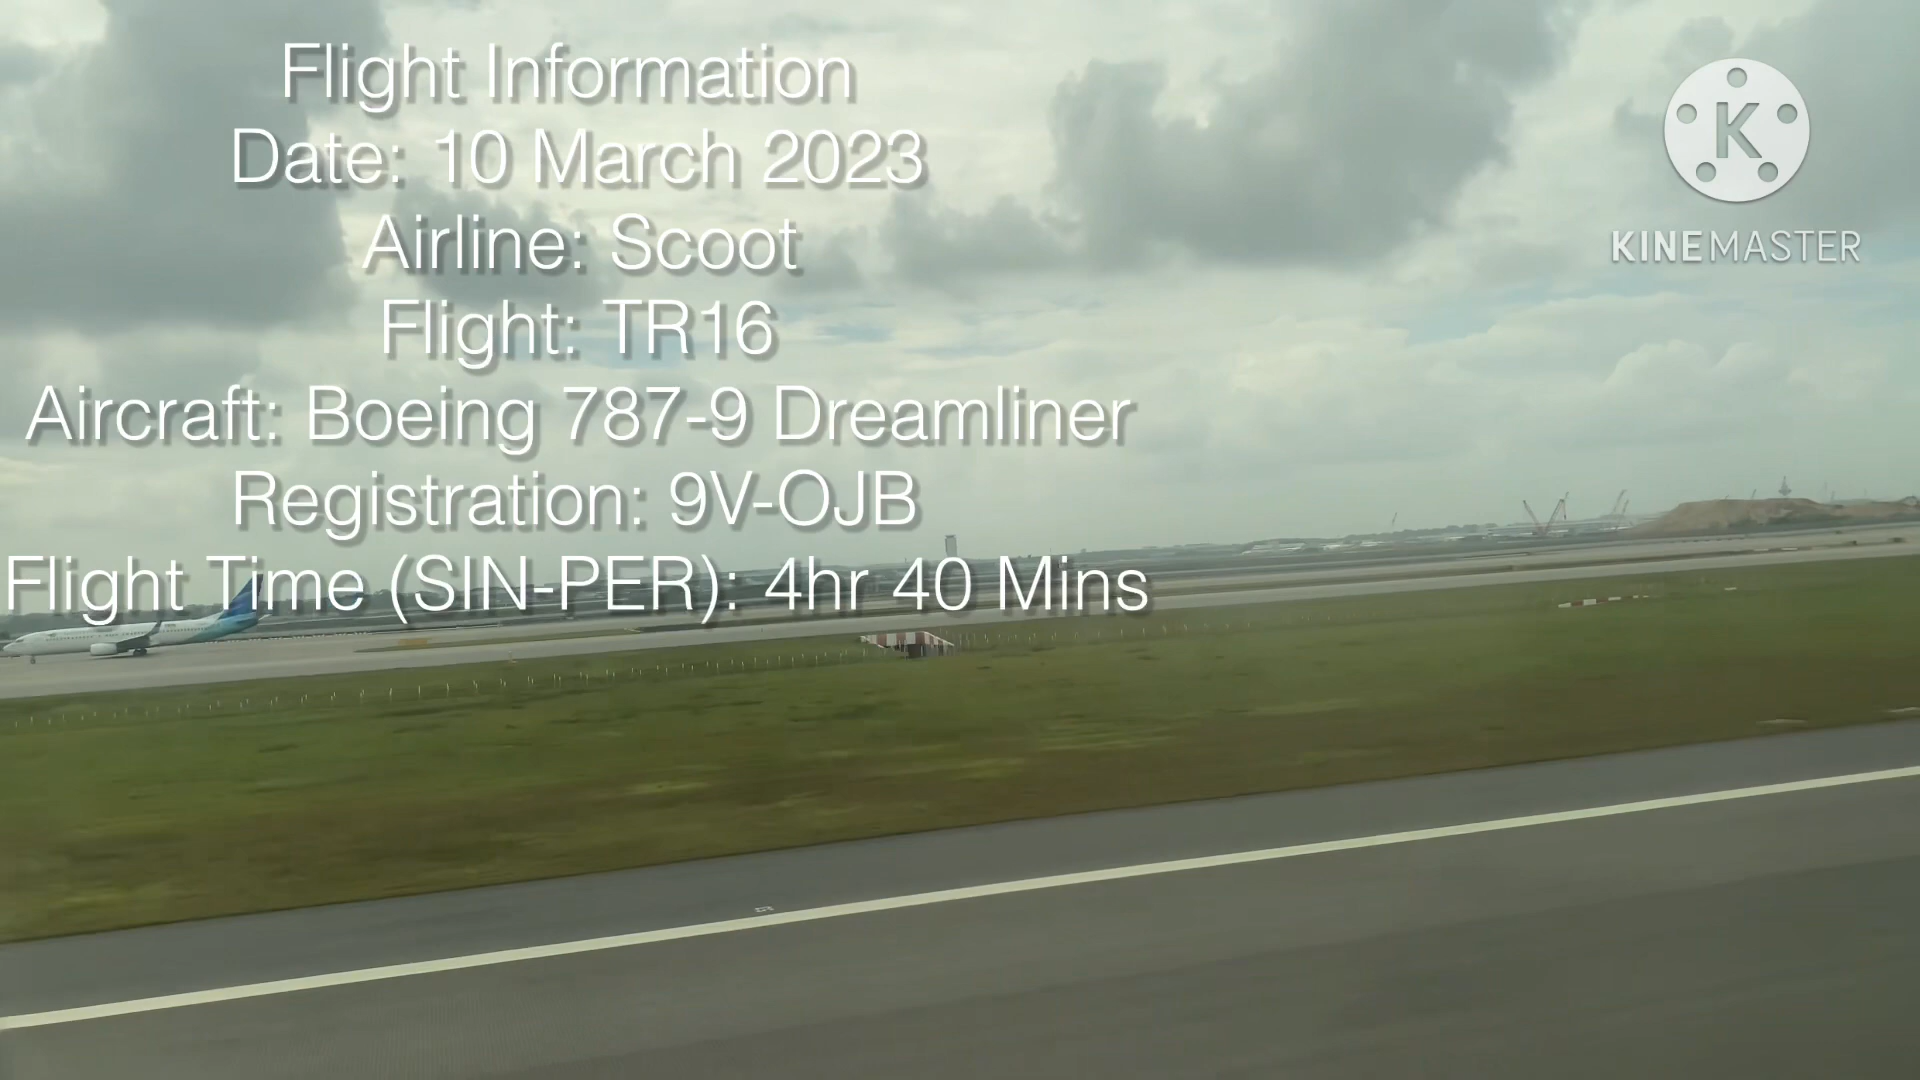 Flight Information
Date: 10 March 2023
Airline: Scoot
Flight: TR16
Aircraft: Boeing 787-9 Dreamliner
Registration: 9V-OJB
Flight Time (SIN-PER): 4hr 40 Mins
K
KINEMASTER